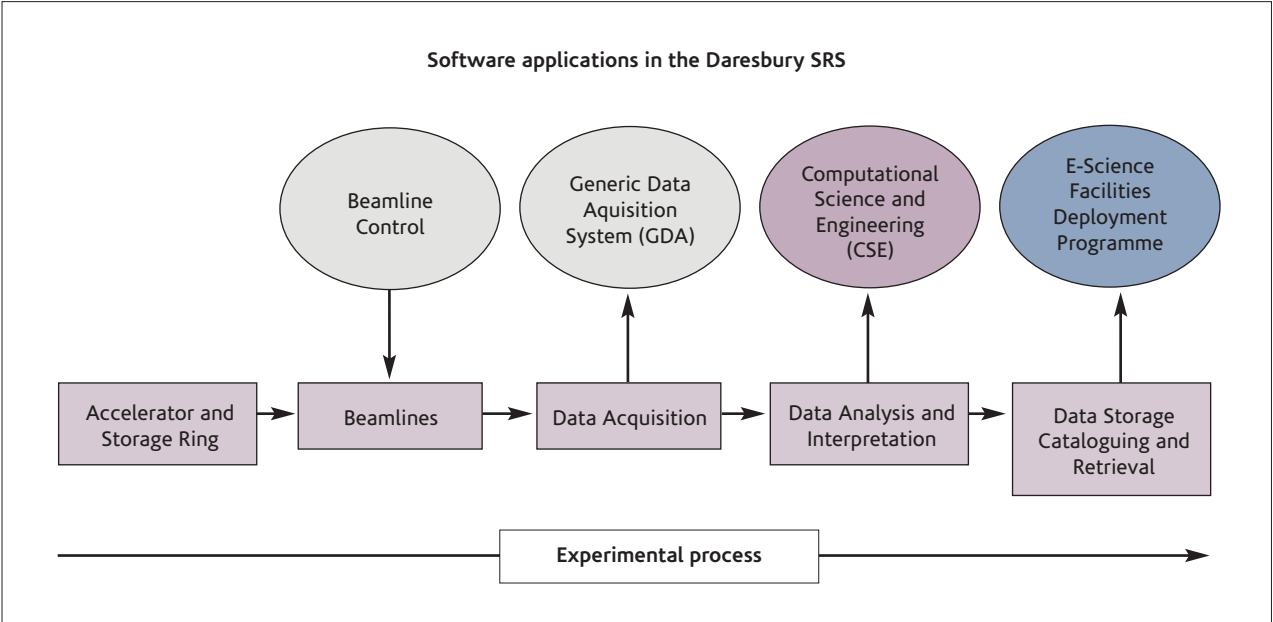 Software applications in the Daresbury SRS
Beamline
Control
Generic Data
Aquisition
System (GDA)
Computational
Science and
Engineering
(CSE)
E-Science
Facilities
Deployment
Programme
Accelerator and
Storage Ring
Beamlines
Data Acquisition
Data Analysis and
Interpretation
Data Storage
Cataloguing and
Retrieval
Experimental process